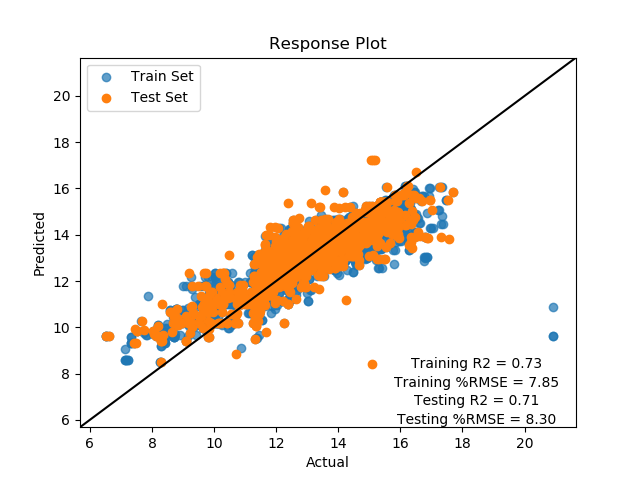 Response Plot
Train Set
Test Set
20
18
16
14
12
10
8
6
Predicted
Training R2 = 0.73
Training %RMSE = 7.85
Testing R2 = 0.71
Testing %RMSE = 8.30
6 8 10 12 14 16 18 20
Actual